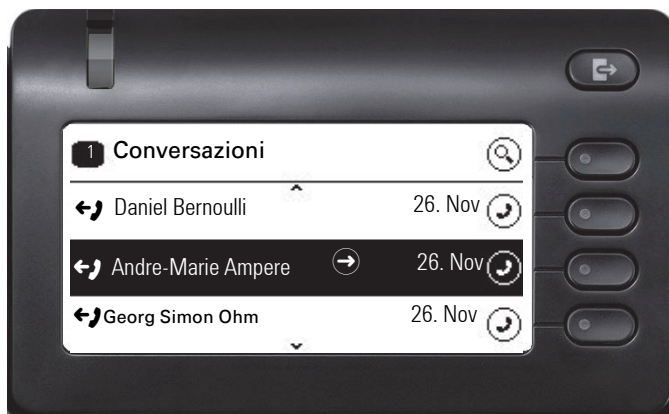 1 Conversazioni
Daniel Bernoulli 26. Nov
Andre-Marie Ampere 26. Nov
Georg Simon Ohm 26. Nov